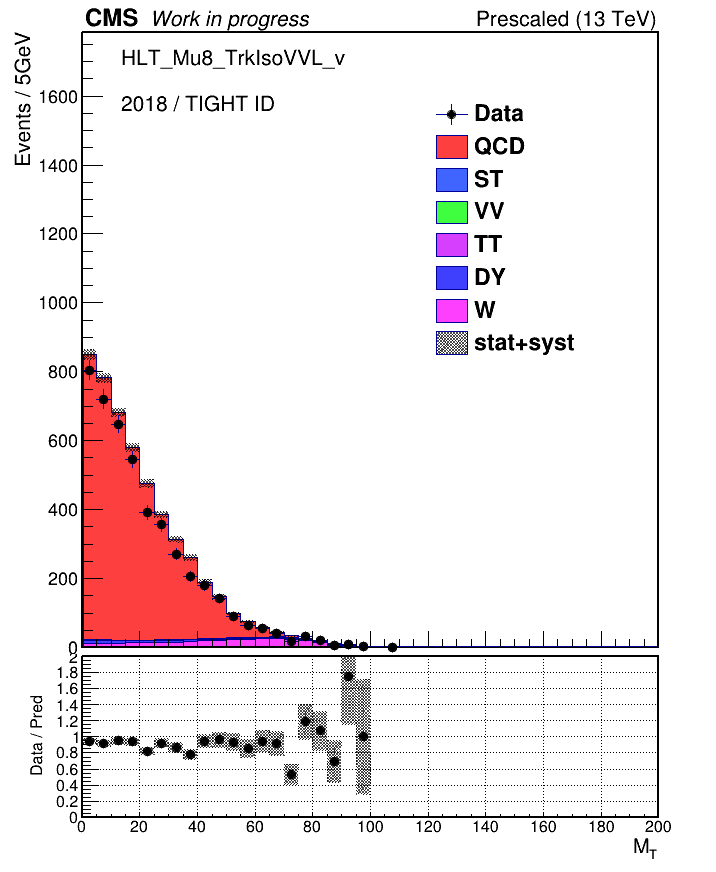 CMS Work in progress Prescaled (13 TeV)
Events / 5GeV
HLT_Mu8_TrkIsoVVL_v
2018 / TIGHT ID
Data
QCD
ST
VV
TT
DY
W
stat+syst
1600
1400
1200
1000
800
600
400
200
0
Data / Pred
2
1.8
1.6
1.4
1.2
1
0.8
0.6
0.4
0.2
0
0 20 40 60 80 100 120 140 160 180 200
M_T